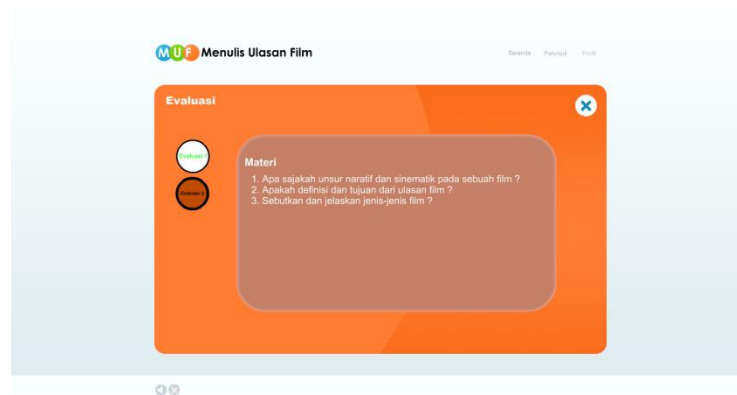 MUF Menulis Ulasan Film
Beranda Petunjuk Profil
Evaluasi
Evaluasi 1
Evaluasi 2
Materi
1. Apa sajakah unsur naratif dan sinematik pada sebuah film ?
2. Apakah definisi dan tujuan dari ulasan film ?
3. Sebutkan dan jelaskan jenis-jenis film ?